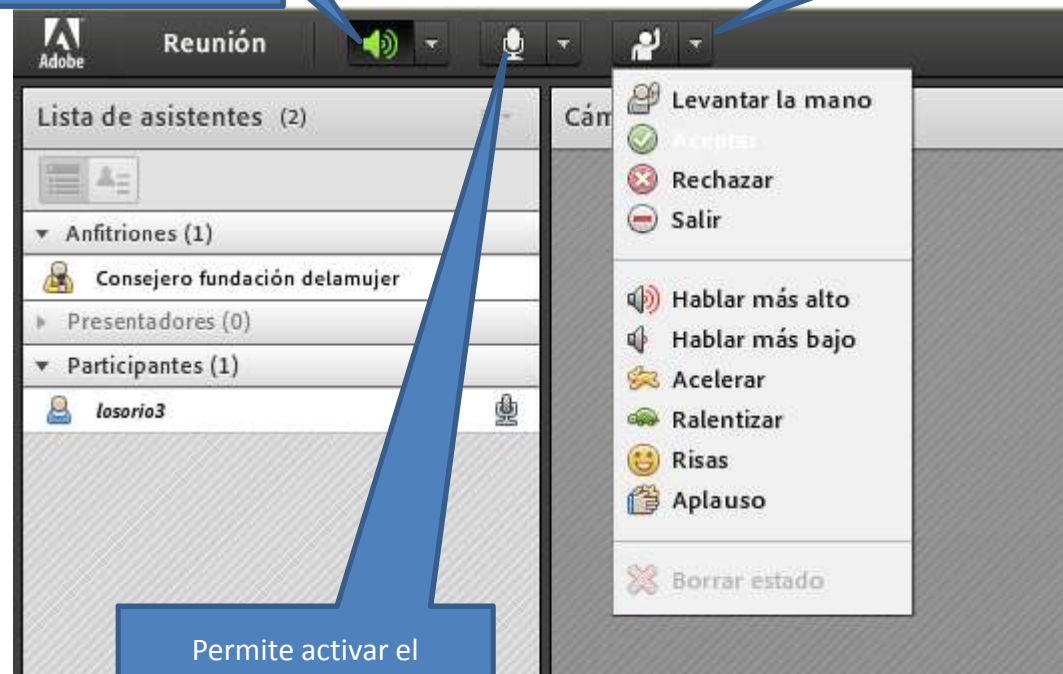 Adobe
Reunión
Lista de asistentes (2)
Cám
Anfitriones (1)
Consejero fundación delamujer
Presentadores (0)
Participantes (1)
losorio3
Levantar la mano
Aceptar
Rechazar
Salir
Hablar más alto
Hablar más bajo
Acelerar
Ralentizar
Risas
Aplauso
Borrar estado
Permite activar el